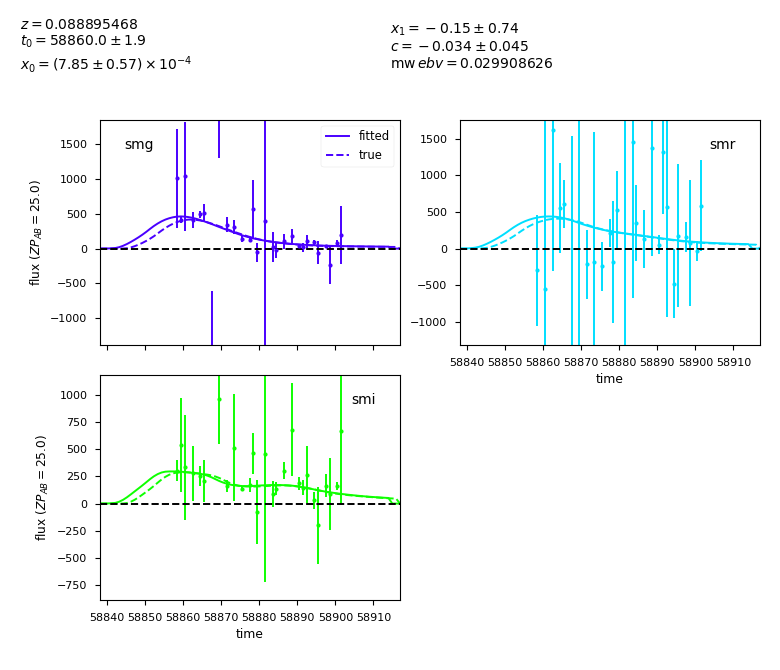 z = 0.088895468
t₀ = 58860.0 ± 1.9
x₀ = (7.85 ± 0.57) × 10⁻⁴
x₁ = −0.15 ± 0.74
c = −0.034 ± 0.045
mw ebv = 0.029908626
smg
fitted
true
1500
1000
500
0
−500
−1000
flux (ZP_AB = 25.0)
smr
1500
1000
500
0
−500
−1000
58840 58850 58860 58870 58880 58890 58900 58910
time
smi
1000
750
500
250
0
−250
−500
−750
flux (ZP_AB = 25.0)
58840 58850 58860 58870 58880 58890 58900 58910
time